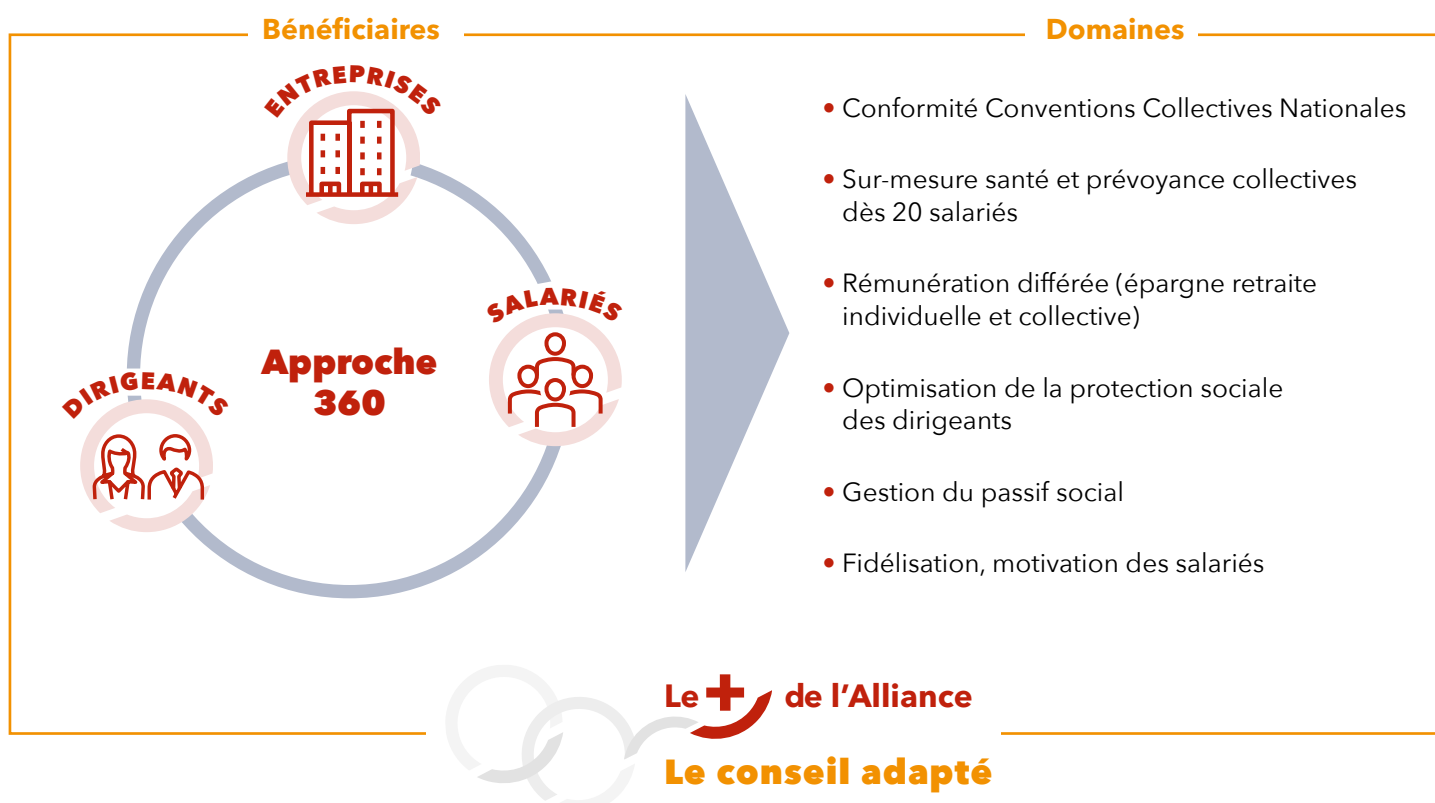 Bénéficiaires
Domaines
ENTREPRISES
SALARIÉS
DIRIGEANTS
Approche
360
• Conformité Conventions Collectives Nationales
• Sur-mesure santé et prévoyance collectives
dès 20 salariés
• Rémunération différée (épargne retraite
individuelle et collective)
• Optimisation de la protection sociale
des dirigeants
• Gestion du passif social
• Fidélisation, motivation des salariés
Le + de l’Alliance
Le conseil adapté